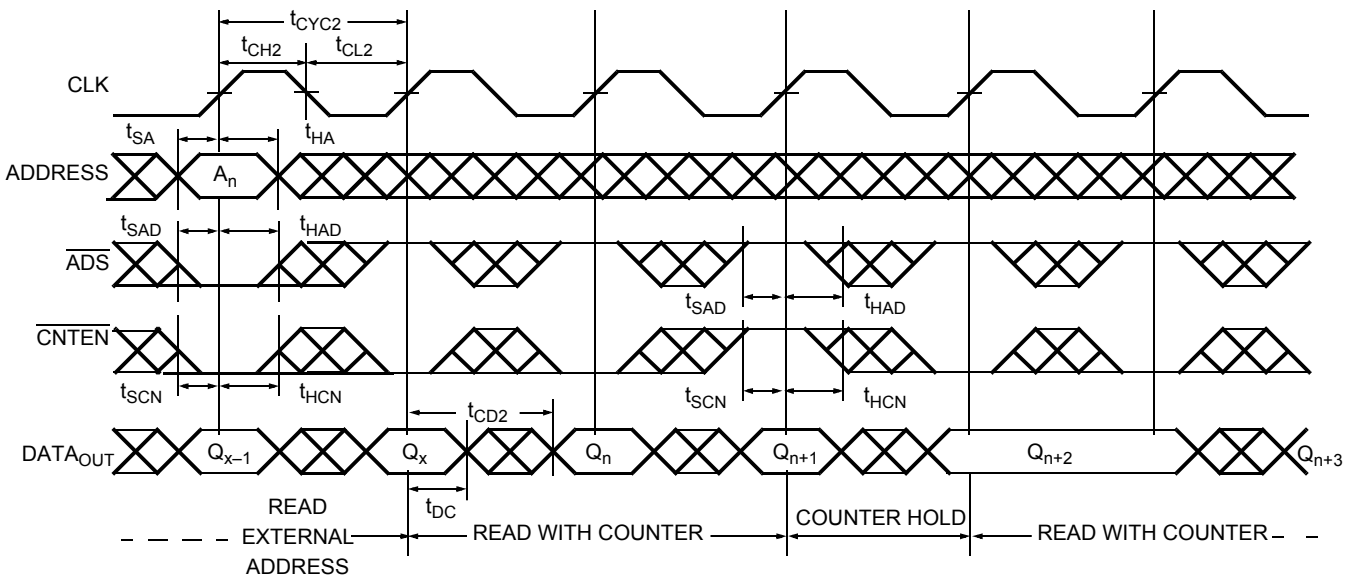 tCYC2
tCH2 tCL2
CLK
tSA tHA
ADDRESS An
tSAD tHAD
ADS
tSAD tHAD
CNTEN
tSCN tHCN tSCN tHCN
tCD2
DATAOUT Qx–1 Qx Qn Qn+1 Qn+2 Qn+3
tDC
READ
EXTERNAL
ADDRESS
READ WITH COUNTER COUNTER HOLD READ WITH COUNTER